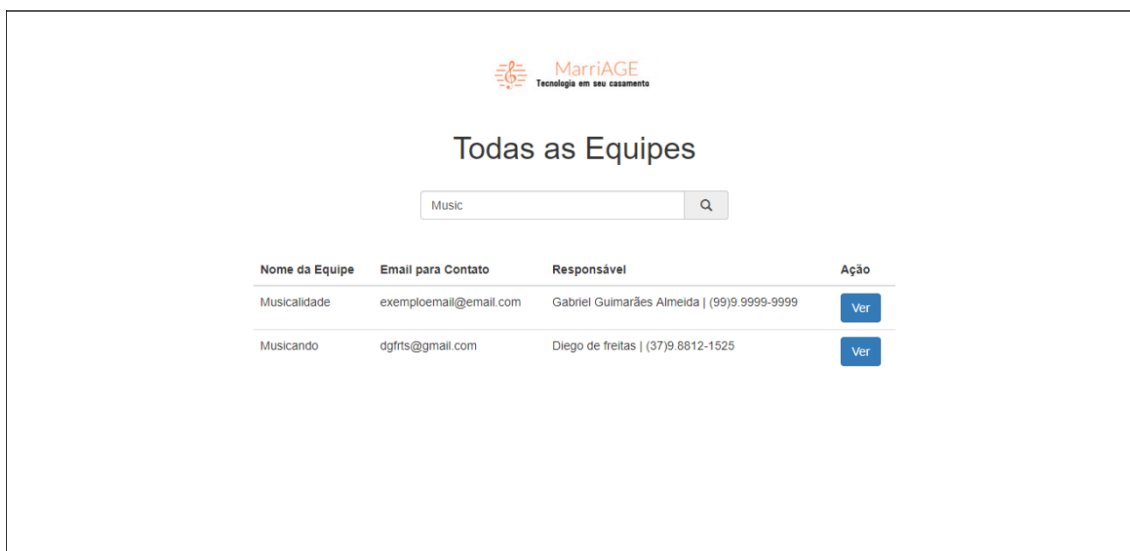 MarriAGE
Tecnologia em seu casamento
Todas as Equipes
Music
Nome da Equipe Email para Contato Responsável Ação
Musicalidade exemploemail@email.com Gabriel Guimarães Almeida | (99)9.9999-9999 Ver
Musicando dgfrts@gmail.com Diego de freitas | (37)9.8812-1525 Ver